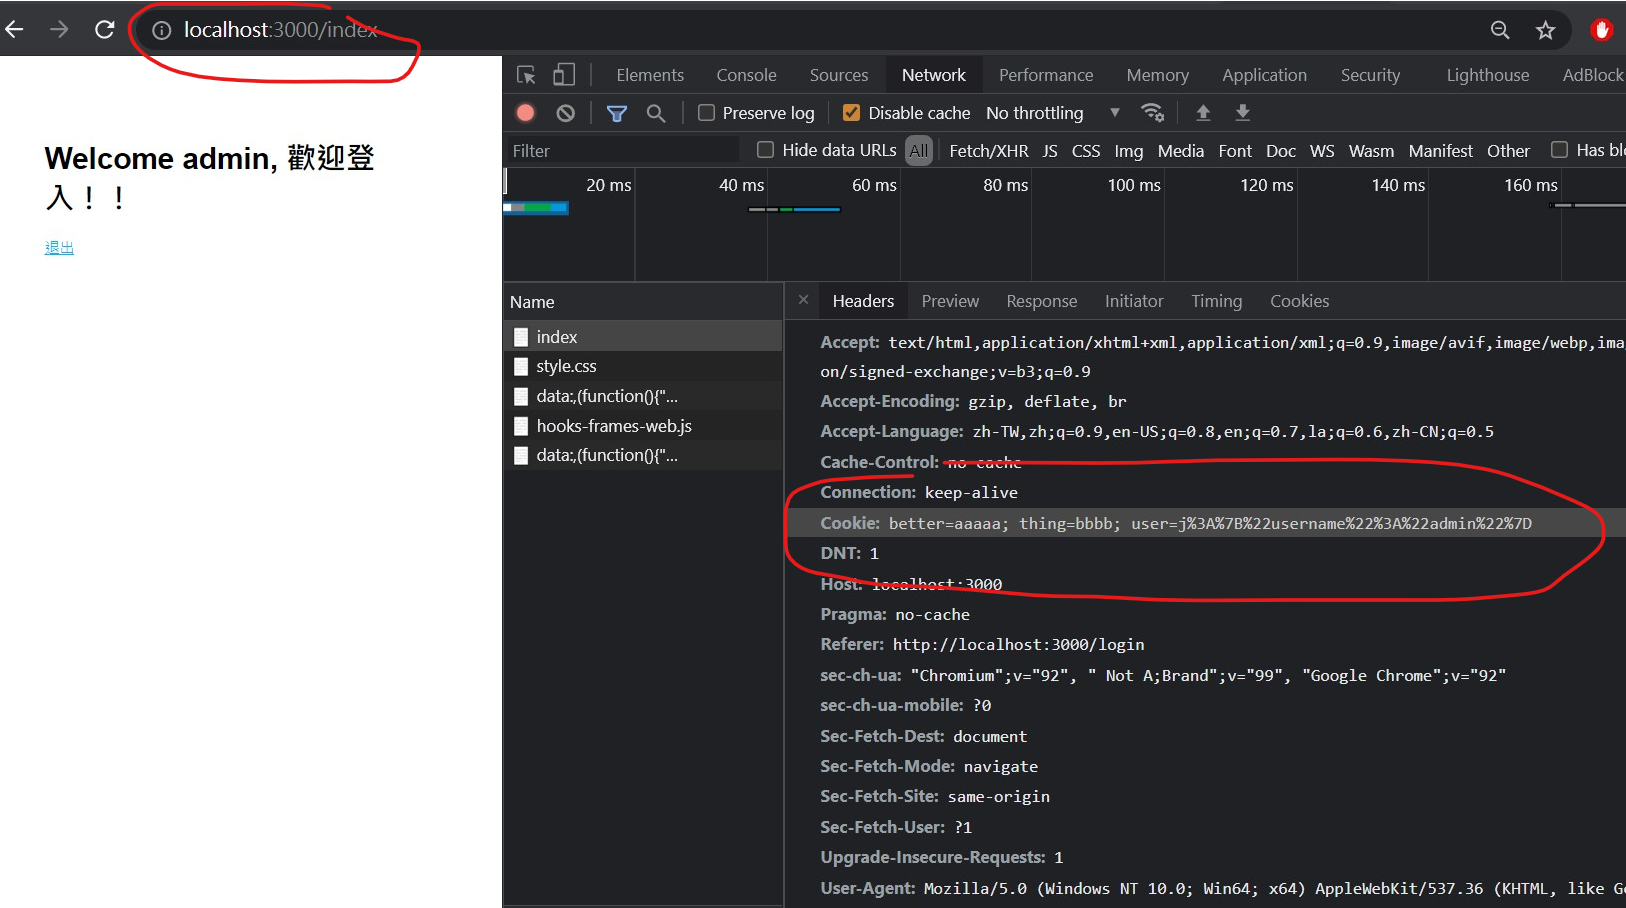 localhost:3000/index
Welcome admin, 歡迎登
入！！
退出
Elements Console Sources Network Performance Memory Application Security Lighthouse AdBlock
Preserve log Disable cache No throttling
Filter Hide data URLs All Fetch/XHR JS CSS Img Media Font Doc WS Wasm Manifest Other Has blo
20 ms 40 ms 60 ms 80 ms 100 ms 120 ms 140 ms 160 ms
Name
index
style.css
data:,(function(){"...
hooks-frames-web.js
data:,(function(){"...
× Headers Preview Response Initiator Timing Cookies
Accept: text/html,application/xhtml+xml,application/xml;q=0.9,image/avif,image/webp,ima
on/signed-exchange;v=b3;q=0.9
Accept-Encoding: gzip, deflate, br
Accept-Language: zh-TW,zh;q=0.9,en-US;q=0.8,en;q=0.7,la;q=0.6,zh-CN;q=0.5
Cache-Control: no-cache
Connection: keep-alive
Cookie: better=aaaaa; thing=bbbb; user=j%3A%7B%22username%22%3A%22admin%22%7D
DNT: 1
Host: localhost:3000
Pragma: no-cache
Referer: http://localhost:3000/login
sec-ch-ua: "Chromium";v="92", " Not A;Brand";v="99", "Google Chrome";v="92"
sec-ch-ua-mobile: ?0
Sec-Fetch-Dest: document
Sec-Fetch-Mode: navigate
Sec-Fetch-Site: same-origin
Sec-Fetch-User: ?1
Upgrade-Insecure-Requests: 1
User-Agent: Mozilla/5.0 (Windows NT 10.0; Win64; x64) AppleWebKit/537.36 (KHTML, like Ge